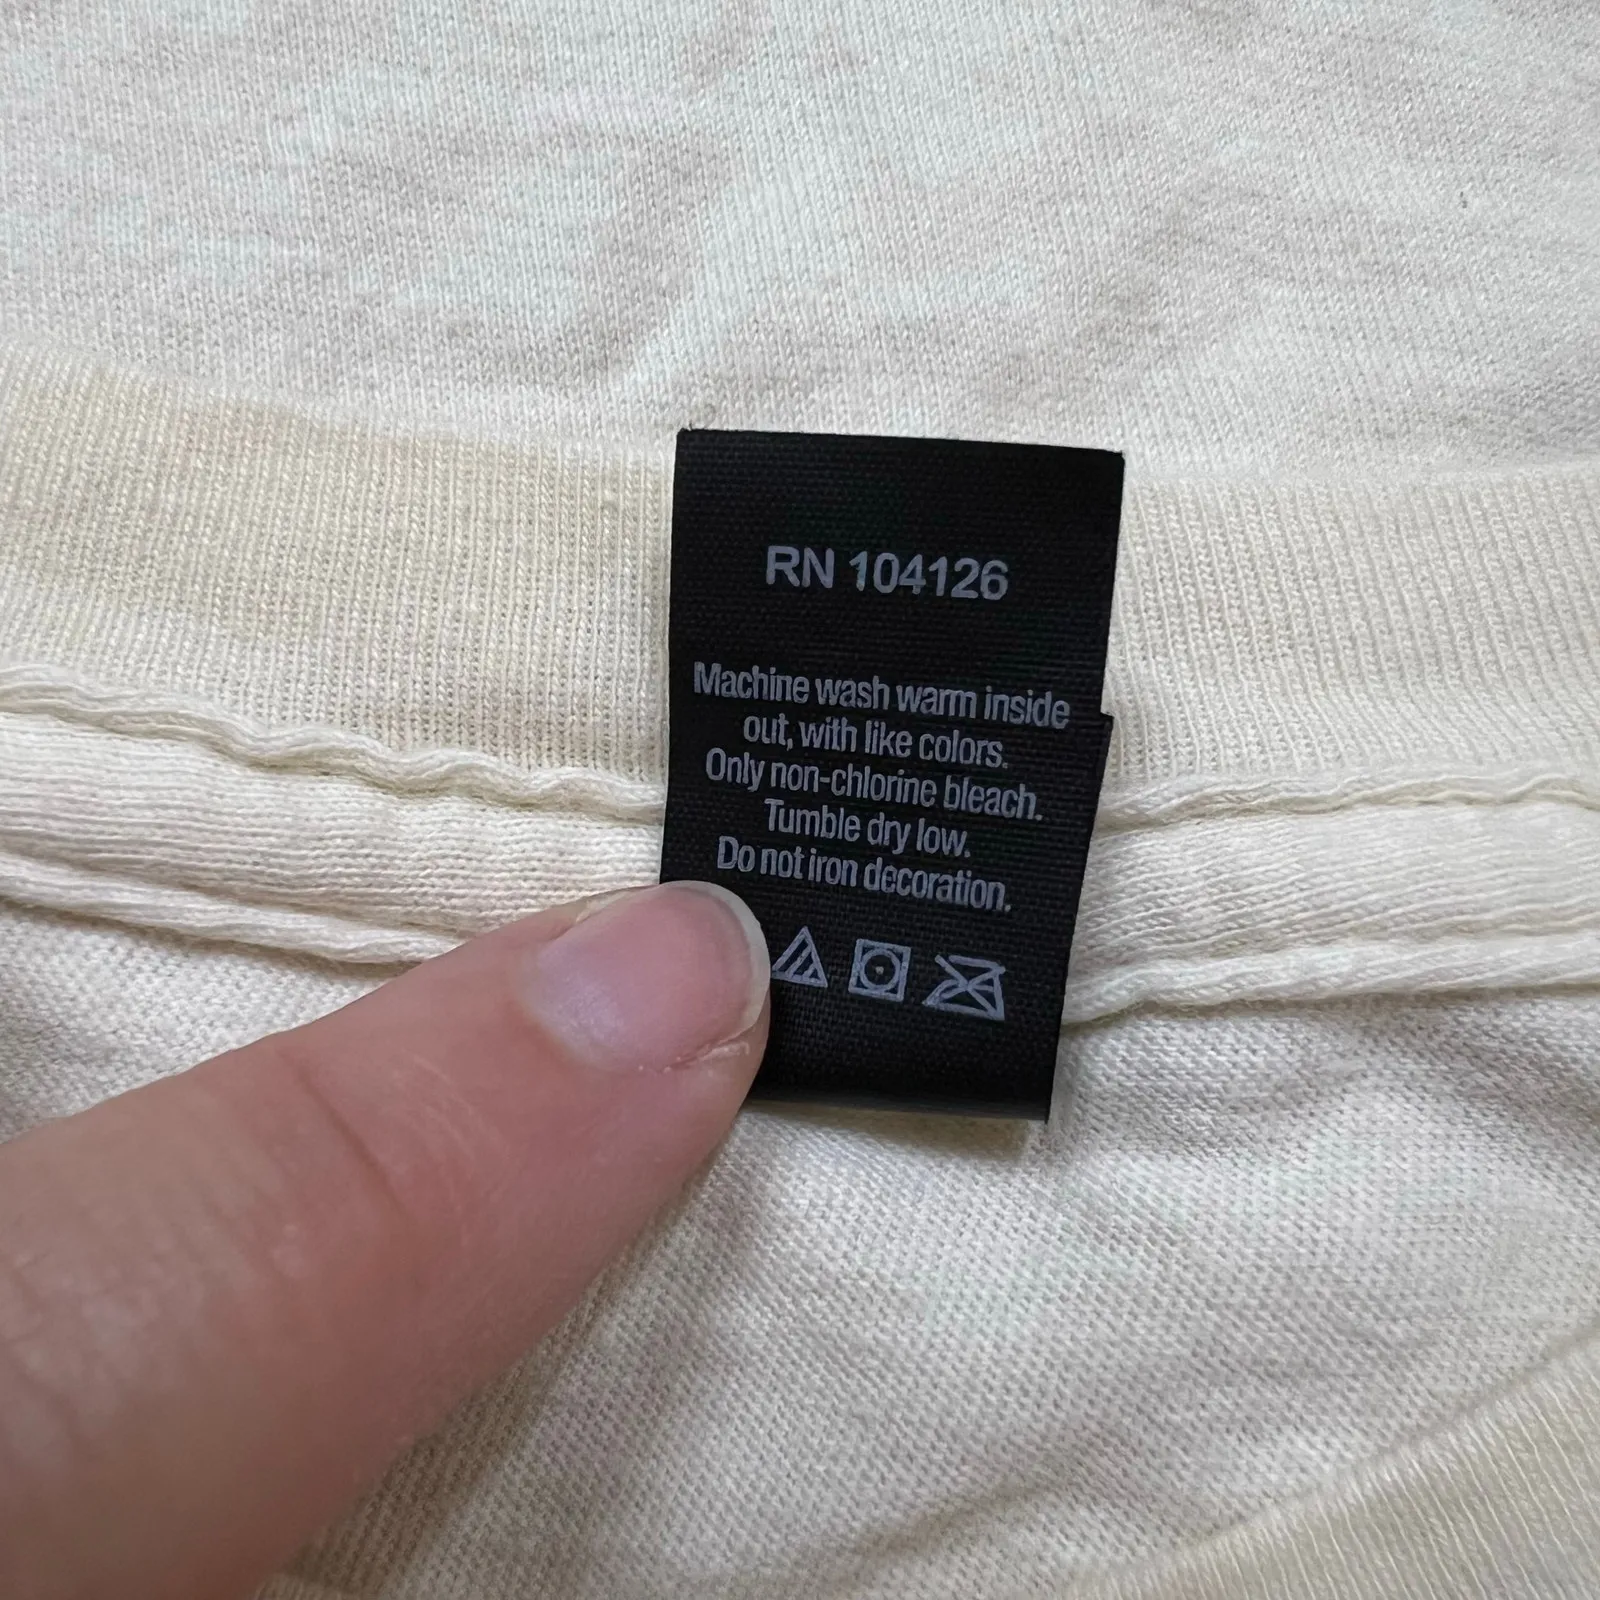 RN 104126
Machine wash warm inside
out, with like colors.
Only non-chlorine bleach.
Tumble dry low.
Do not iron decoration.